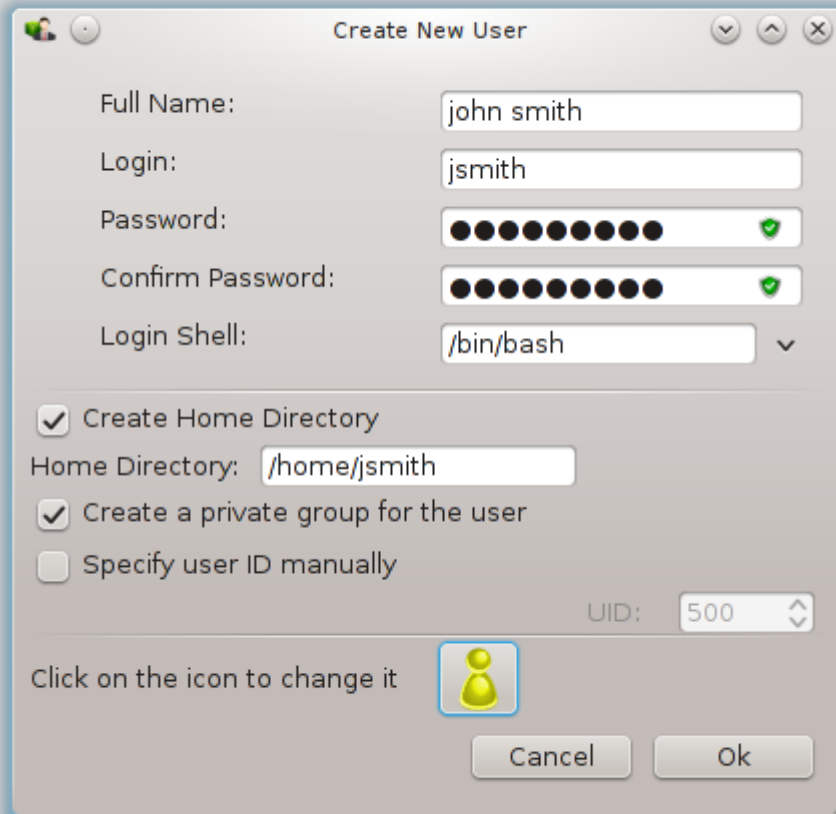 Create New User
Full Name: john smith
Login: jsmith
Password: ●●●●●●●●●
Confirm Password: ●●●●●●●●●
Login Shell: /bin/bash
Create Home Directory
Home Directory: /home/jsmith
Create a private group for the user
Specify user ID manually
UID: 500
Click on the icon to change it
Cancel Ok